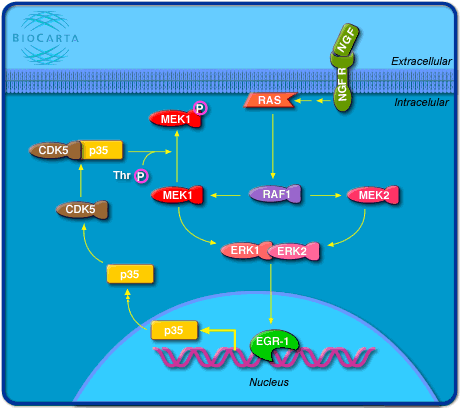 BIOCARTA
NGF
Extracellular
NGF R
Intracelular
RAS
P
MEK1
CDK5 p35
Thr P
MEK1
RAF1
MEK2
CDK5
ERK1 ERK2
p35
p35
EGR-1
Nucleus